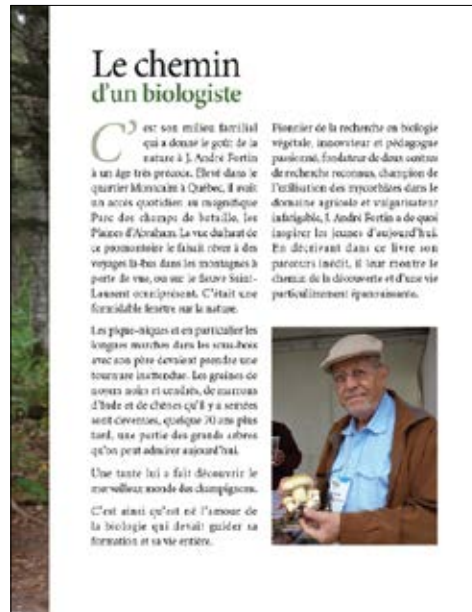 Le chemin
d'un biologiste
C'est son milieu familial
qui a donné le goût de la
nature à J. André Fortin
à un âge très précoce. Élevé dans le
quartier Montcalm à Québec, il avait
un accès quotidien au magnifique
Parc des champs de bataille, les
Plaines d'Abraham. La vue du haut de
ce promontoire le faisait rêver à des
voyages là-bas dans les montagnes à
perte de vue, ou sur le fleuve Saint-
Laurent omniprésent. C'était une
formidable fenêtre sur la nature.
Les pique-niques et en particulier les
longues marches dans les sous-bois
avec son père devaient prendre une
tournure inattendue. Les graines de
noyers noirs et cendrés, de marrons
d'Inde et de chênes qu'il y a semées
sont devenues, quelque 70 ans plus
tard, une partie des grands arbres
qu'on peut admirer aujourd'hui.
Une tante lui a fait découvrir le
merveilleux monde des champignons.
C'est ainsi qu'est né l'amour de
la biologie qui devait guider sa
formation et sa vie entière.
Pionnier de la recherche en biologie
végétale, innovateur et pédagogue
passionné, fondateur de deux centres
de recherche reconnus, champion de
l'utilisation des mycorhizes dans le
domaine agricole et vulgarisateur
infatigable, J. André Fortin a de quoi
inspirer les jeunes d'aujourd'hui.
En décrivant dans ce livre son
parcours inédit, il leur montre le
chemin de la découverte et d'une vie
particulièrement épanouissante.